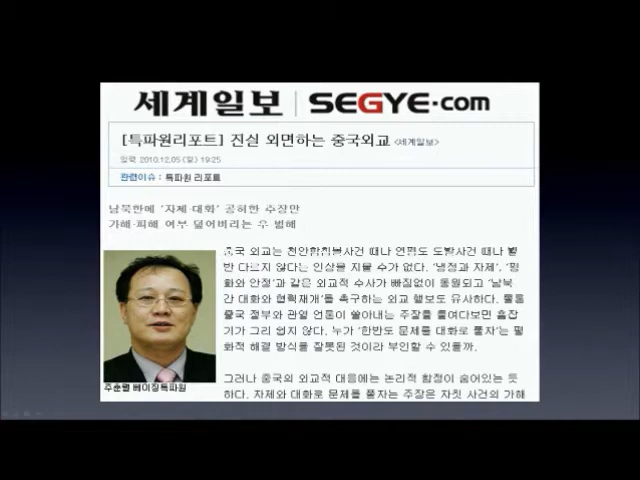 세계일보 | SEGYE.com
[특파원리포트] 진실 외면하는 중국외교 <세계일보>
입력 2010.12.05 (일) 19:25
관련이슈 : 특파원 리포트
남북한에 '자제·대화' 공허한 주장만
가해·피해 여부 덮어버리는 우 범해
중국 외교는 천안함침몰사건 때나 연평도 도발사건 때나 별
반 다르지 않다는 인상을 지울 수가 없다. '냉정과 자제', '평
화와 안정'과 같은 외교적 수사가 빠짐없이 동원되고 '남북
간 대화와 협력재개'를 촉구하는 외교 행보도 유사하다. 물론
중국 정부와 관영 언론이 쏟아내는 주장을 들여다보면 흠잡
기가 그리 쉽지 않다. 누가 '한반도 문제를 대화로 풀자'는 평
화적 해결 방식을 잘못된 것이라 부인할 수 있을까.
주춘렬 베이징특파원
그러나 중국의 외교적 대응에는 논리적 함정이 숨어있는 듯
하다. 자제와 대화로 문제를 풀자는 주장은 자칫 사건의 가해